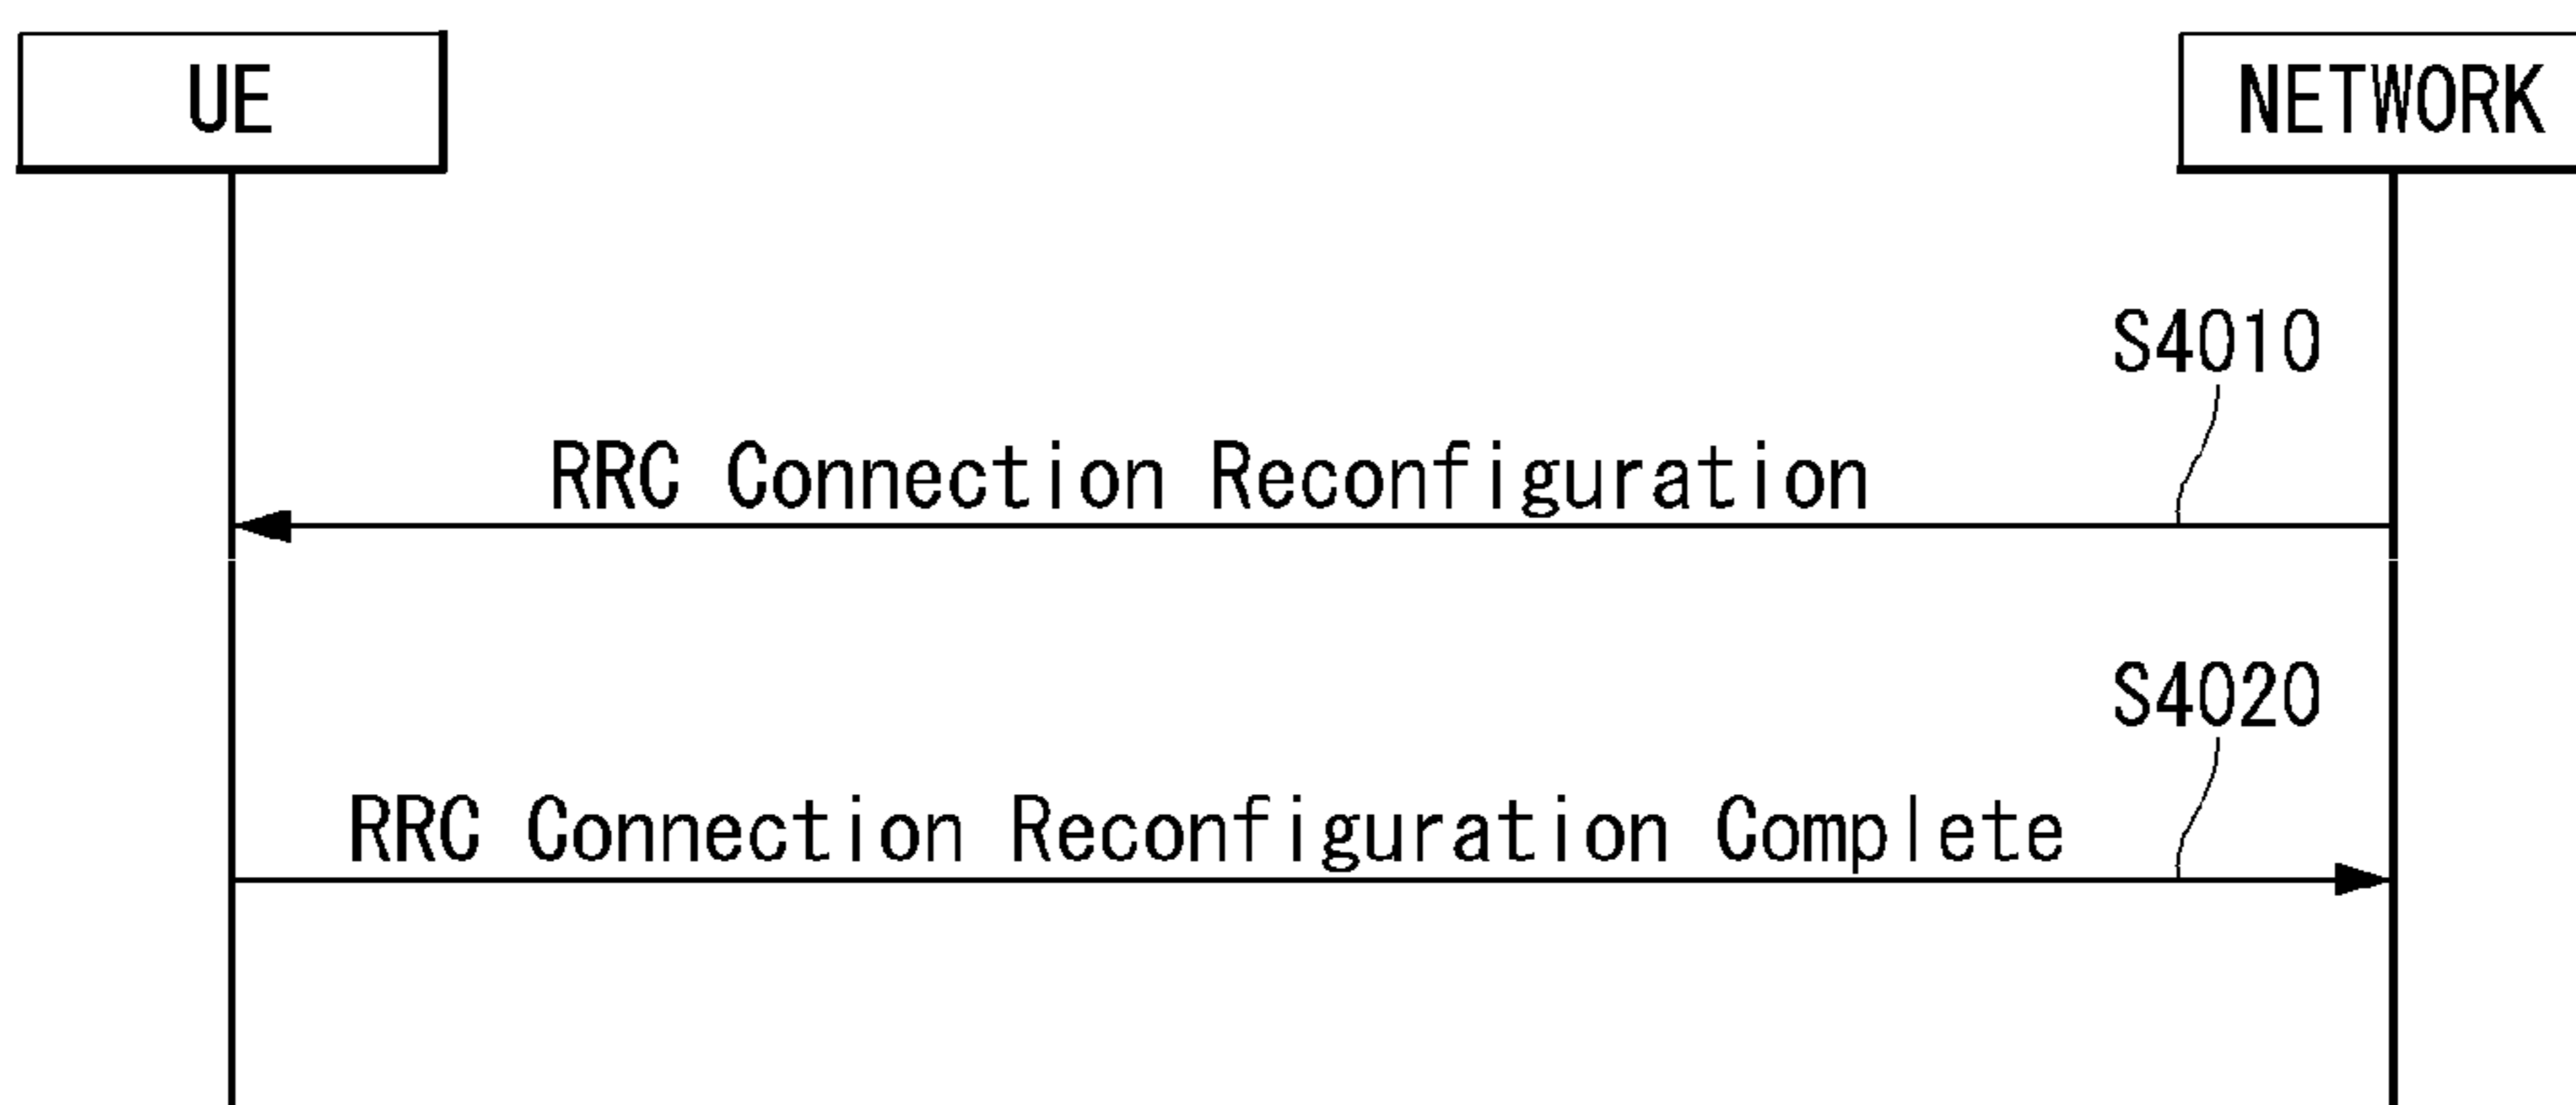 UE
NETWORK
S4010
RRC Connection Reconfiguration
S4020
RRC Connection Reconfiguration Complete